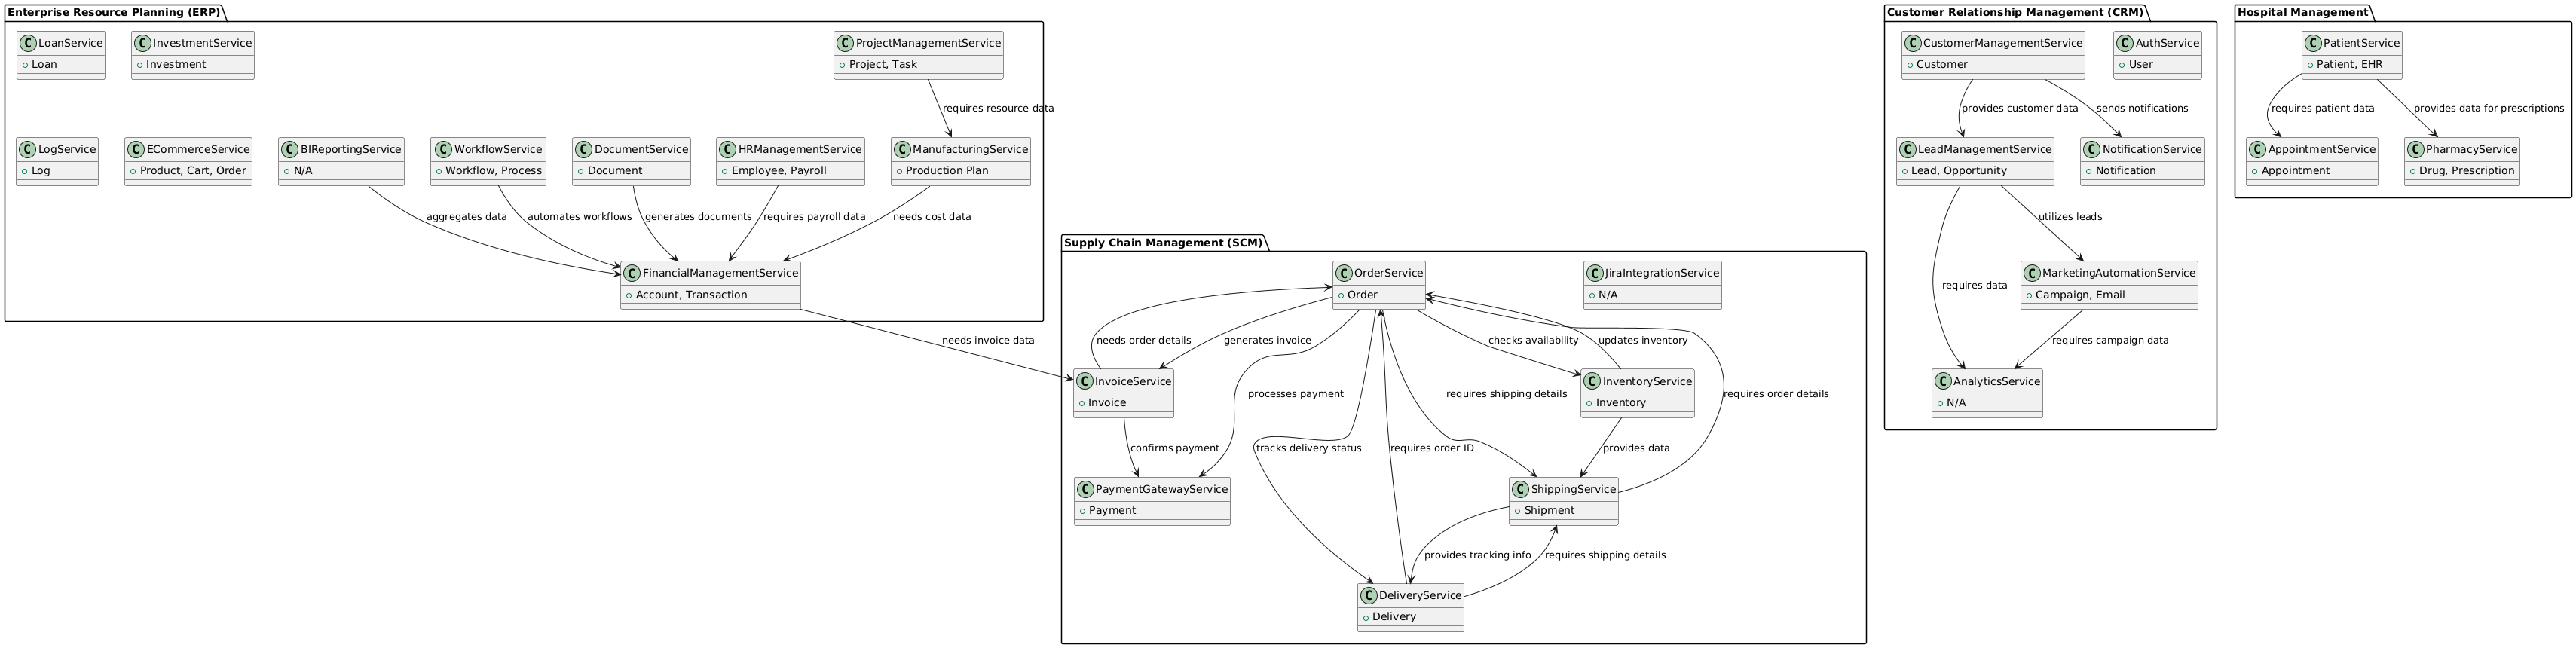 Enterprise Resource Planning (ERP)
C LoanService
Loan
C InvestmentService
Investment
C ProjectManagementService
Project, Task
requires resource data
C LogService
Log
C ECommerceService
Product, Cart, Order
C BIReportingService
N/A
C WorkflowService
Workflow, Process
C DocumentService
Document
C HRManagementService
Employee, Payroll
C ManufacturingService
Production Plan
aggregates data
automates workflows
generates documents
requires payroll data
needs cost data
C FinancialManagementService
Account, Transaction
needs invoice data
Supply Chain Management (SCM)
C OrderService
Order
C JiraIntegrationService
N/A
needs order details
generates invoice
checks availability
updates inventory
C InvoiceService
Invoice
processes payment
requires shipping details
C InventoryService
Inventory
requires order details
confirms payment
tracks delivery status
requires order ID
provides data
C PaymentGatewayService
Payment
C ShippingService
Shipment
provides tracking info
requires shipping details
C DeliveryService
Delivery
Customer Relationship Management (CRM)
C CustomerManagementService
Customer
C AuthService
User
provides customer data
sends notifications
C LeadManagementService
Lead, Opportunity
C NotificationService
Notification
utilizes leads
requires data
C MarketingAutomationService
Campaign, Email
requires campaign data
C AnalyticsService
N/A
Hospital Management
C PatientService
Patient, EHR
requires patient data
provides data for prescriptions
C AppointmentService
Appointment
C PharmacyService
Drug, Prescription